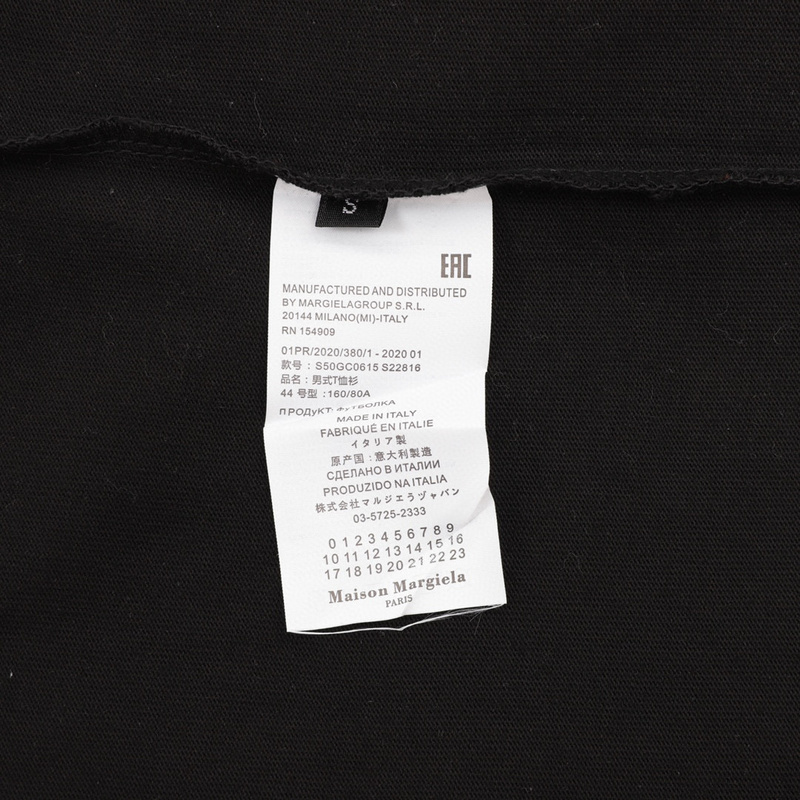 S
EAC
MANUFACTURED AND DISTRIBUTED
BY MARGIELAGROUP S.R.L.
20144 MILANO(MI)-ITALY
RN 154909
01PR/2020/380/1 - 2020 01
款号 : S50GC0615 S22816
品名 : 男式T恤衫
44 号型 :160/80A
ПРОДУКТ: ФУТБОЛКА
MADE IN ITALY
FABRIQUÉ EN ITALIE
イタリア製
原产国 : 意大利製造
СДЕЛАНО В ИТАЛИИ
PRODUZIDO NA ITALIA
株式会社マルジエラヅャパン
03-5725-2333
0 1 2 3 4 5 6 7 8 9
10 11 12 13 14 15 16
17 18 19 20 21 22 23
Maison Margiela
PARIS